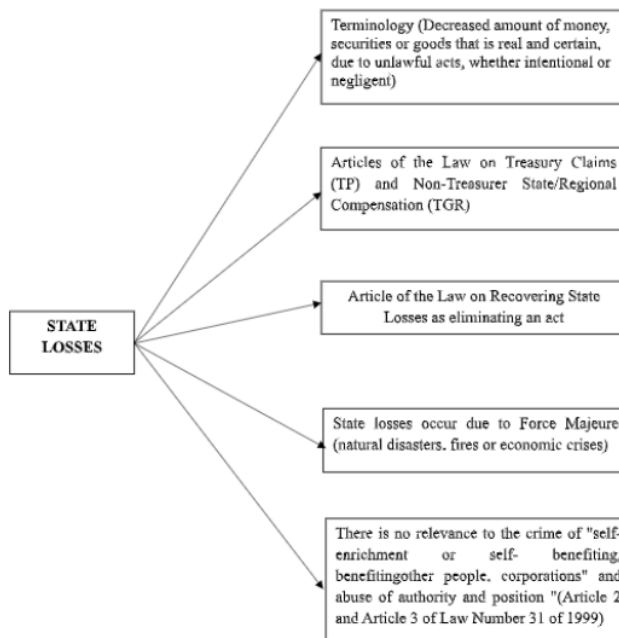 Terminology (Decreased amount of money,
securities or goods that is real and certain,
due to unlawful acts, whether intentional or
negligent)
Articles of the Law on Treasury Claims
(TP) and Non-Treasurer State/Regional
Compensation (TGR)
Article of the Law on Recovering State
Losses as eliminating an act
STATE
LOSSES
State losses occur due to Force Majeure
(natural disasters. fires or economic crises)
There is no relevance to the crime of "self-
enrichment or self- benefiting,
benefitingother people. corporations" and
abuse of authority and position "(Article 2
and Article 3 of Law Number 31 of 1999)